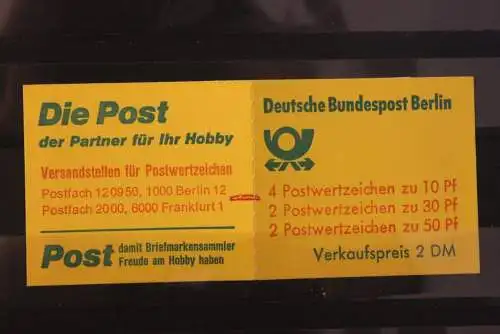 Die Post
der Partner für Ihr Hobby
Versandstellen für Postwertzeichen
Postfach 120950, 1000 Berlin 12
Postfach 2000, 6000 Frankfurt 1
Post damit Briefmarkensammler
Freude am Hobby haben
Deutsche Bundespost Berlin
4 Postwertzeichen zu 10 Pf
2 Postwertzeichen zu 30 Pf
2 Postwertzeichen zu 50 Pf
Verkaufspreis 2 DM